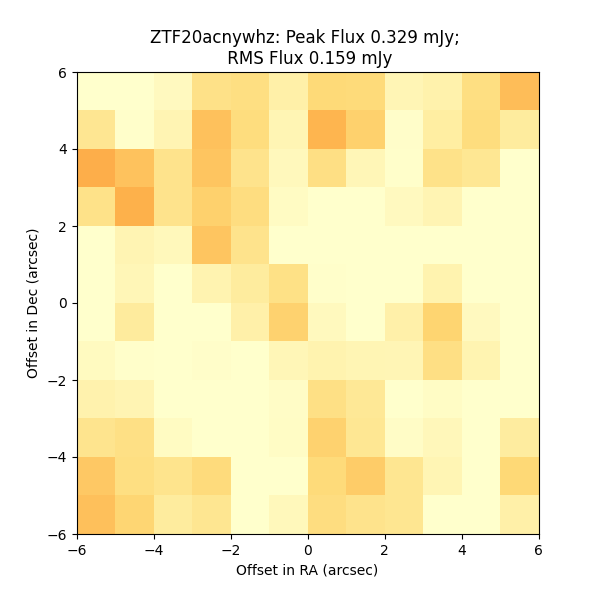 ZTF20acnywhz: Peak Flux 0.329 mJy;
RMS Flux 0.159 mJy
6
4
2
0
−2
−4
−6
Offset in Dec (arcsec)
−6 −4 −2 0 2 4 6
Offset in RA (arcsec)